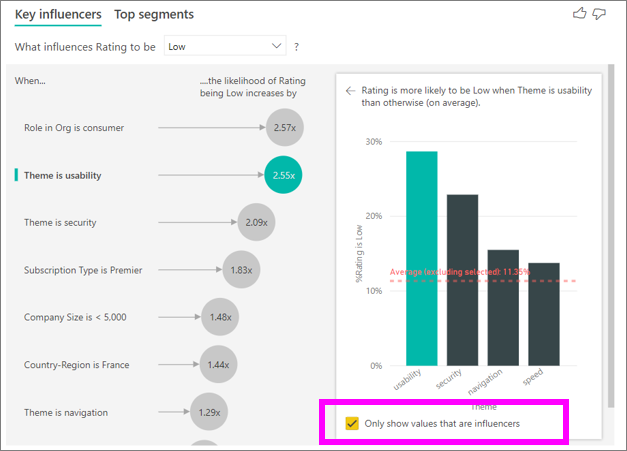 Key influencers Top segments
What influences Rating to be Low ?
When... ....the likelihood of Rating
being Low increases by
Role in Org is consumer 2.57x
Theme is usability 2.55x
Theme is security 2.09x
Subscription Type is Premier 1.83x
Company Size is < 5,000 1.48x
Country-Region is France 1.44x
Theme is navigation 1.29x
Rating is more likely to be Low when Theme is usability
than otherwise (on average).
30%
20%
10%
0%
%Rating is Low
Average (excluding selected): 11.35%
usability security navigation speed
Theme
Only show values that are influencers